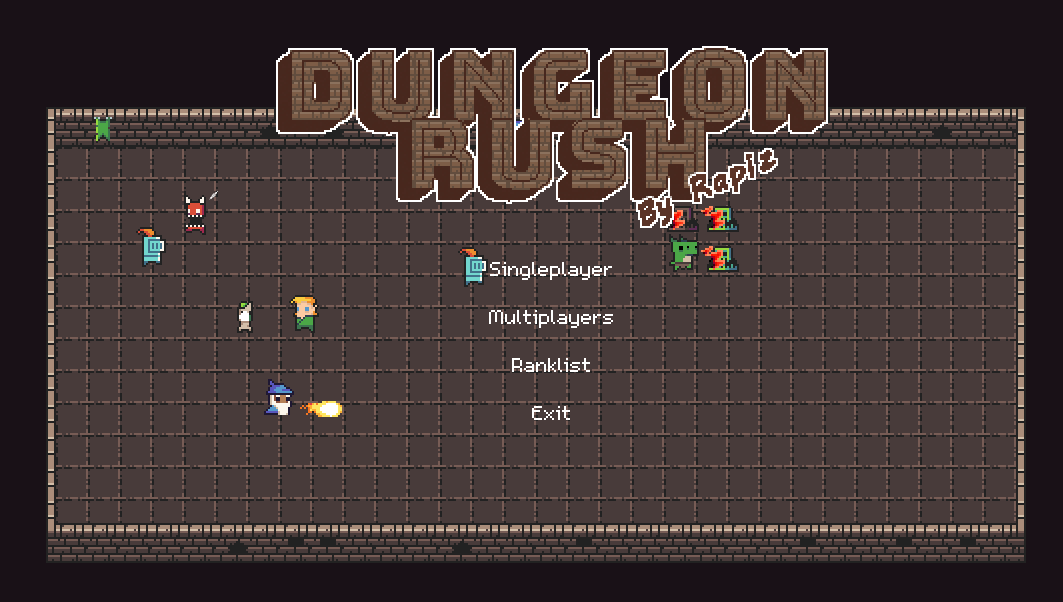 DUNGEON
RUSH
By Rapiz
Singleplayer
Multiplayers
Ranklist
Exit